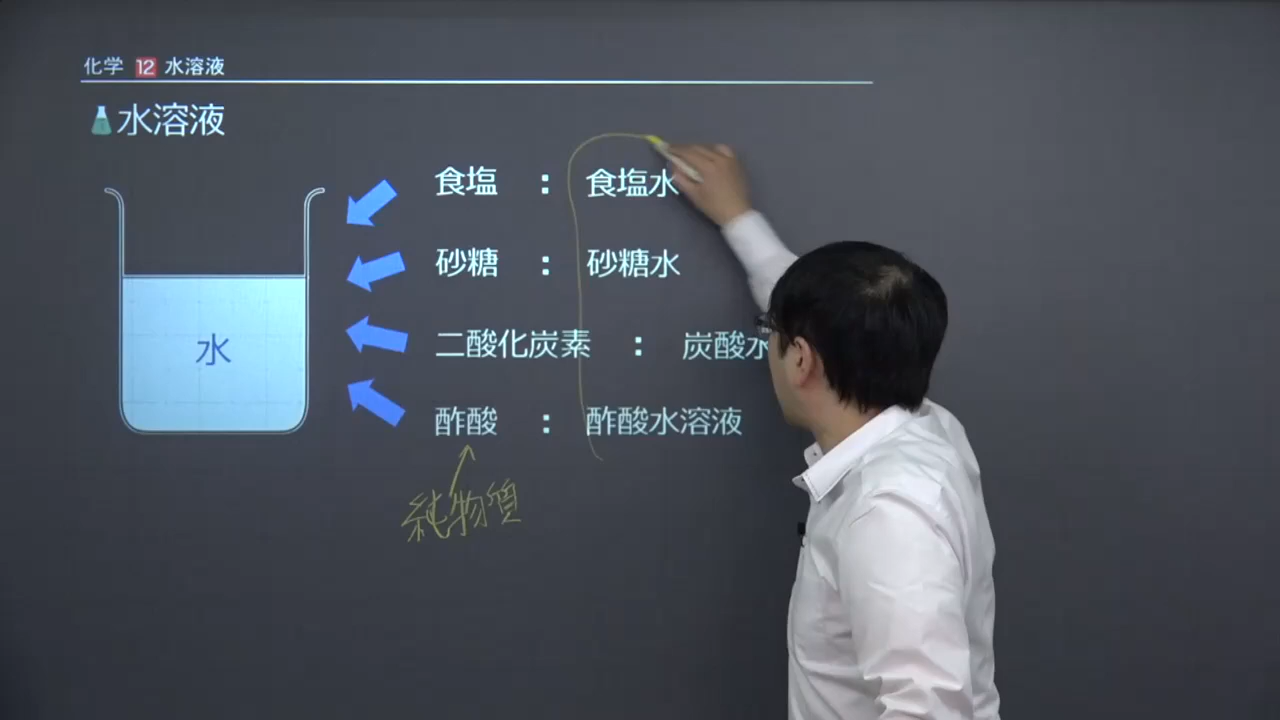 化学 12 水溶液
水溶液
食塩 : 食塩水
砂糖 : 砂糖水
水
二酸化炭素 : 炭酸水
酢酸 : 酢酸水溶液
純物質